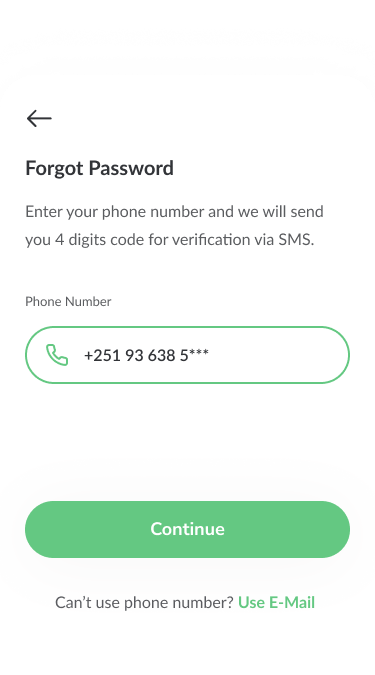 Forgot Password
Enter your phone number and we will send
you 4 digits code for verification via SMS.
Phone Number
+251 93 638 5***
Continue
Can’t use phone number? Use E-Mail